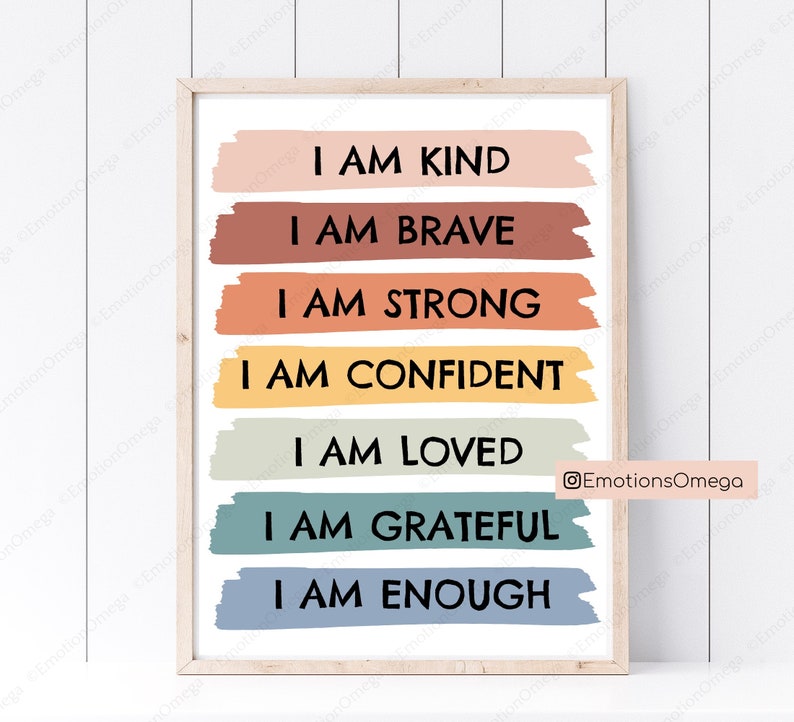 I AM KIND
I AM BRAVE
I AM STRONG
I AM CONFIDENT
I AM LOVED
EmotionsOmega
I AM GRATEFUL
I AM ENOUGH
©EmotionOmega